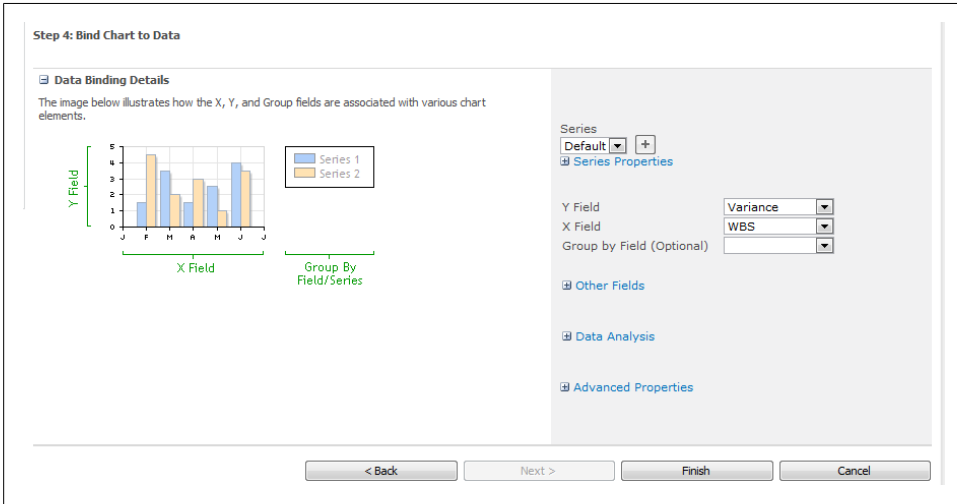 Step 4: Bind Chart to Data
Data Binding Details
The image below illustrates how the X, Y, and Group fields are associated with various chart
elements.
Y Field
5
4
3
2
1
0
J F M A M J J
X Field
Series 1
Series 2
Group By
Field/Series
Series
Default
+
Series Properties
Y Field Variance
X Field WBS
Group by Field (Optional)
Other Fields
Data Analysis
Advanced Properties
< Back Next > Finish Cancel